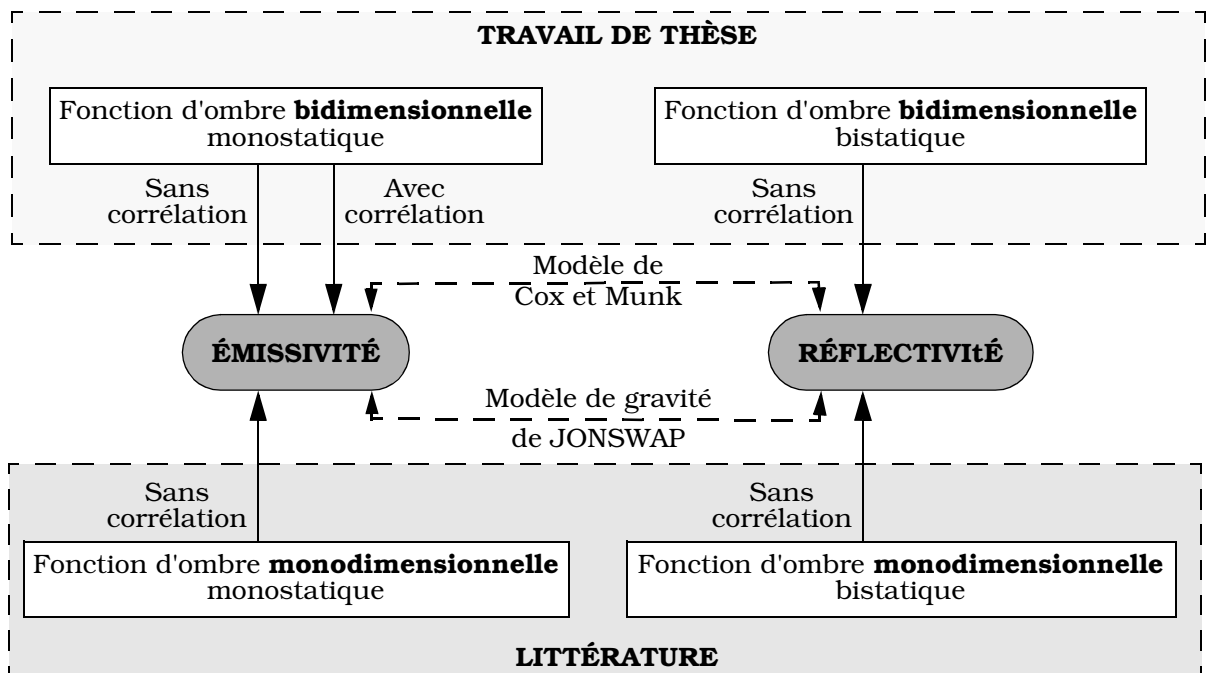 TRAVAIL DE THÈSE
Fonction d'ombre bidimensionnelle
monostatique
Fonction d'ombre bidimensionnelle
bistatique
Sans
corrélation
Avec
corrélation
Sans
corrélation
Modèle de
Cox et Munk
ÉMISSIVITÉ
RÉFLECTIVItÉ
Modèle de gravité
de JONSWAP
Sans
corrélation
Sans
corrélation
Fonction d'ombre monodimensionnelle
monostatique
Fonction d'ombre monodimensionnelle
bistatique
LITTÉRATURE